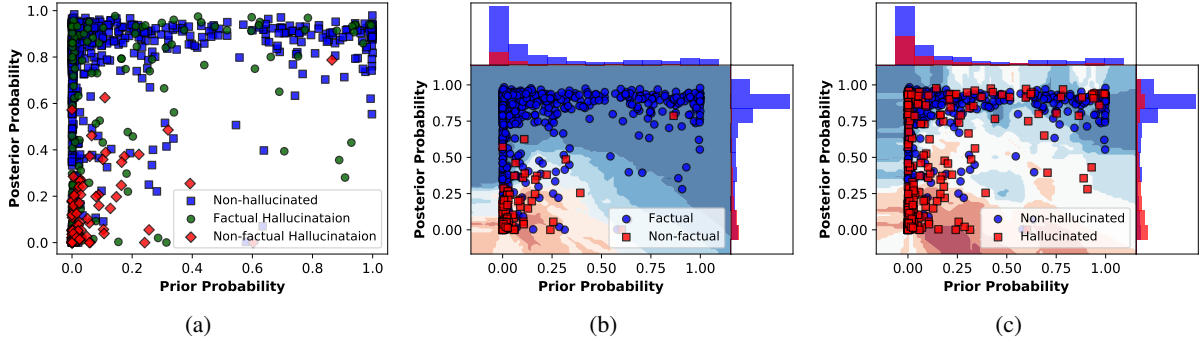 1.0
0.8
0.6
0.4
0.2
0.0
Posterior Probability
0.0 0.2 0.4 0.6 0.8 1.0
Prior Probability
Non-hallucinated
Factual Hallucinataion
Non-factual Hallucinataion
(a)
1.00
0.75
0.50
0.25
0.00
Posterior Probability
0.00 0.25 0.50 0.75 1.00
Prior Probability
Factual
Non-factual
(b)
1.00
0.75
0.50
0.25
0.00
Posterior Probability
0.00 0.25 0.50 0.75 1.00
Prior Probability
Non-hallucinated
Hallucinated
(c)